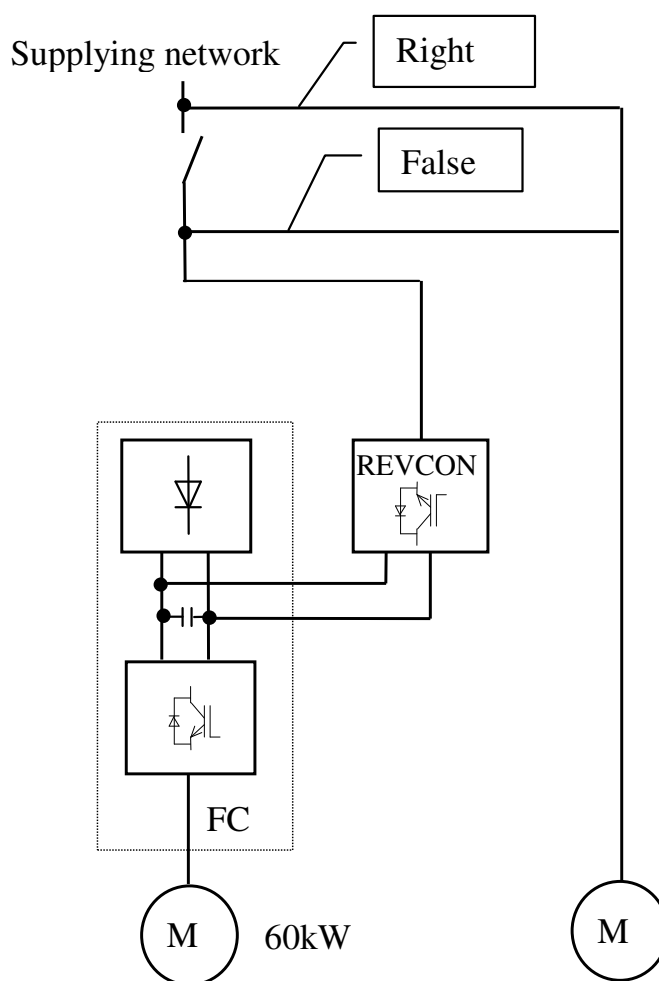 Supplying network
Right
False
REVCON
FC
M
60kW
M